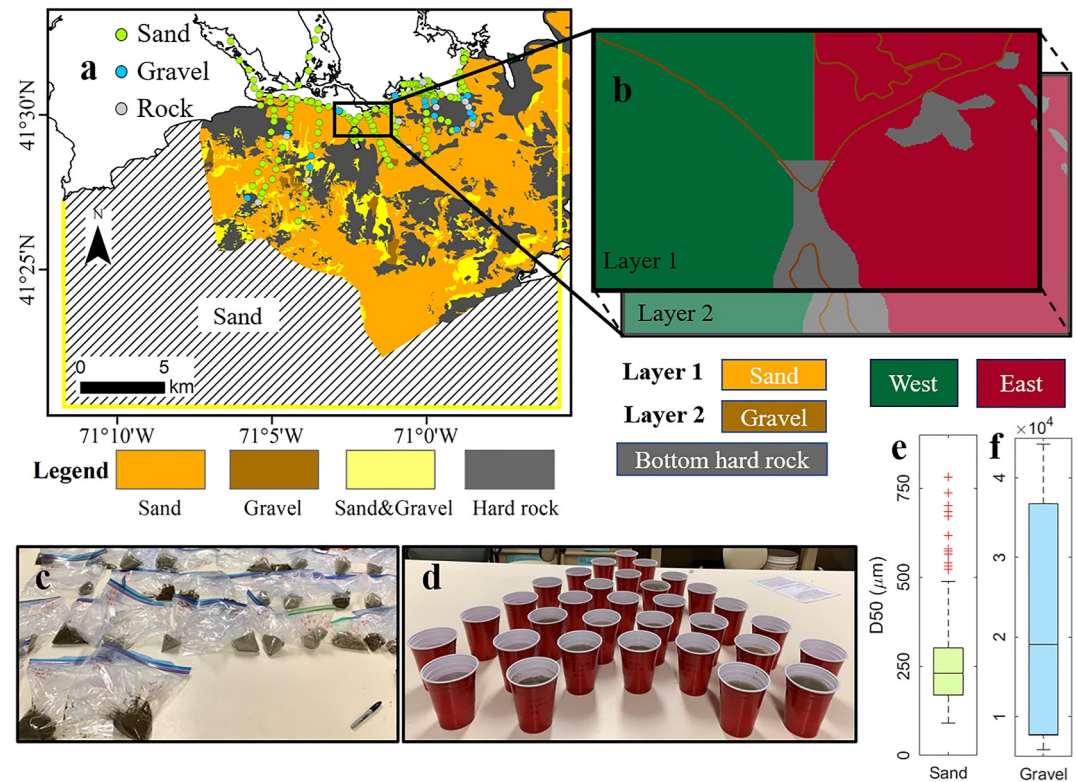 Sand
Gravel
Rock
a
41°30'N
41°25'N
N
Sand
0 5
km
71°10'W 71°5'W 71°0'W
b
Layer 1
Layer 2
Layer 1 Sand
Layer 2 Gravel
Bottom hard rock
West East
Legend
Sand Gravel Sand&Gravel Hard rock
c
d
e
D50 (μm)
750
500
250
0
Sand
f
×10⁴
4
3
2
1
Gravel